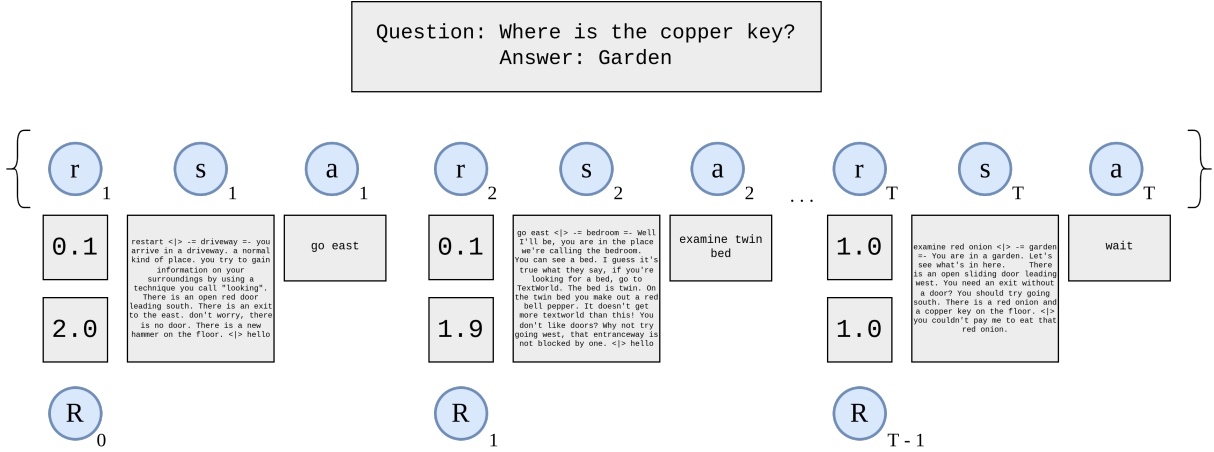 Question: Where is the copper key?
Answer: Garden
r 1
s 1
a 1
r 2
s 2
a 2
...
r T
s T
a T
0.1
2.0
restart <|> -= driveway =- you
arrive in a driveway. a normal
kind of place. you try to gain
information on your
surroundings by using a
technique you call "looking".
There is an open red door
leading south. There is an exit
to the east. don't worry, there
is no door. There is a new
hammer on the floor. <|> hello
go east
0.1
1.9
go east <|> -= bedroom =- Well
I'll be, you are in the place
we're calling the bedroom.
You can see a bed. I guess it's
true what they say, if you're
looking for a bed, go to
TextWorld. The bed is twin. On
the twin bed you make out a red
bell pepper. It doesn't get
more textworld than this! You
don't like doors? Why not try
going west, that entranceway is
not blocked by one. <|> hello
examine twin
bed
1.0
1.0
examine red onion <|> -= garden
=- You are in a garden. Let's
see what's in here. There
is an open sliding door leading
west. You need an exit without
a door? You should try going
south. There is a red onion and
a copper key on the floor. <|>
you couldn't pay me to eat that
red onion.
wait
R 0
R 1
R T - 1